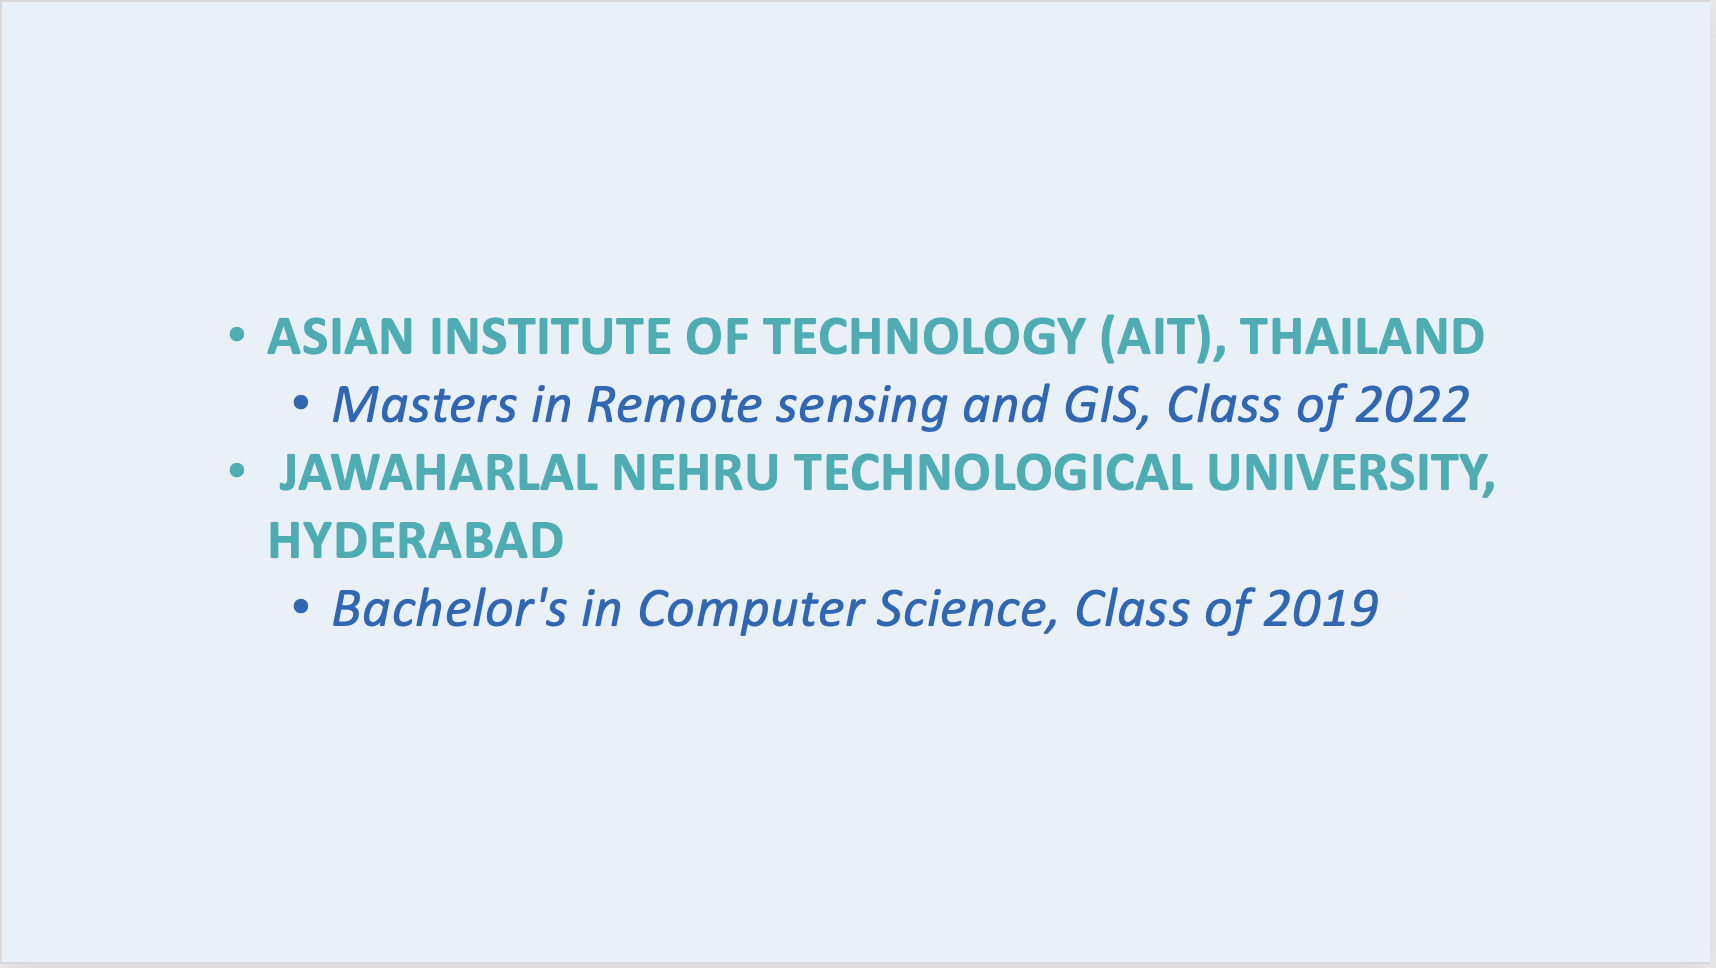 • ASIAN INSTITUTE OF TECHNOLOGY (AIT), THAILAND
• Masters in Remote sensing and GIS, Class of 2022
• JAWAHARLAL NEHRU TECHNOLOGICAL UNIVERSITY,
HYDERABAD
• Bachelor's in Computer Science, Class of 2019